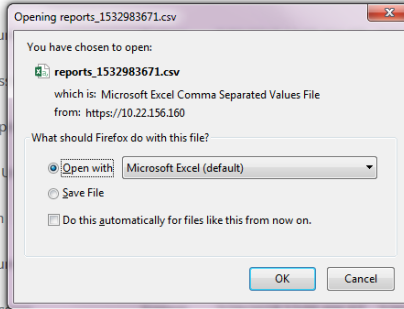 Opening reports_1532983671.csv
You have chosen to open:
reports_1532983671.csv
which is: Microsoft Excel Comma Separated Values File
from: https://10.22.156.160
What should Firefox do with this file?
Open with Microsoft Excel (default)
Save File
Do this automatically for files like this from now on.
OK Cancel